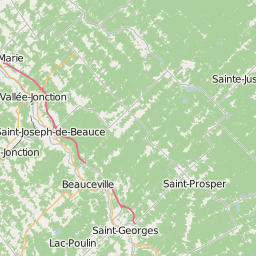 Marie
Sainte-Jus
Vallée-Jonction
Saint-Joseph-de-Beauce
-Jonction
Beauceville
Saint-Prosper
Saint-Georges
Lac-Poulin